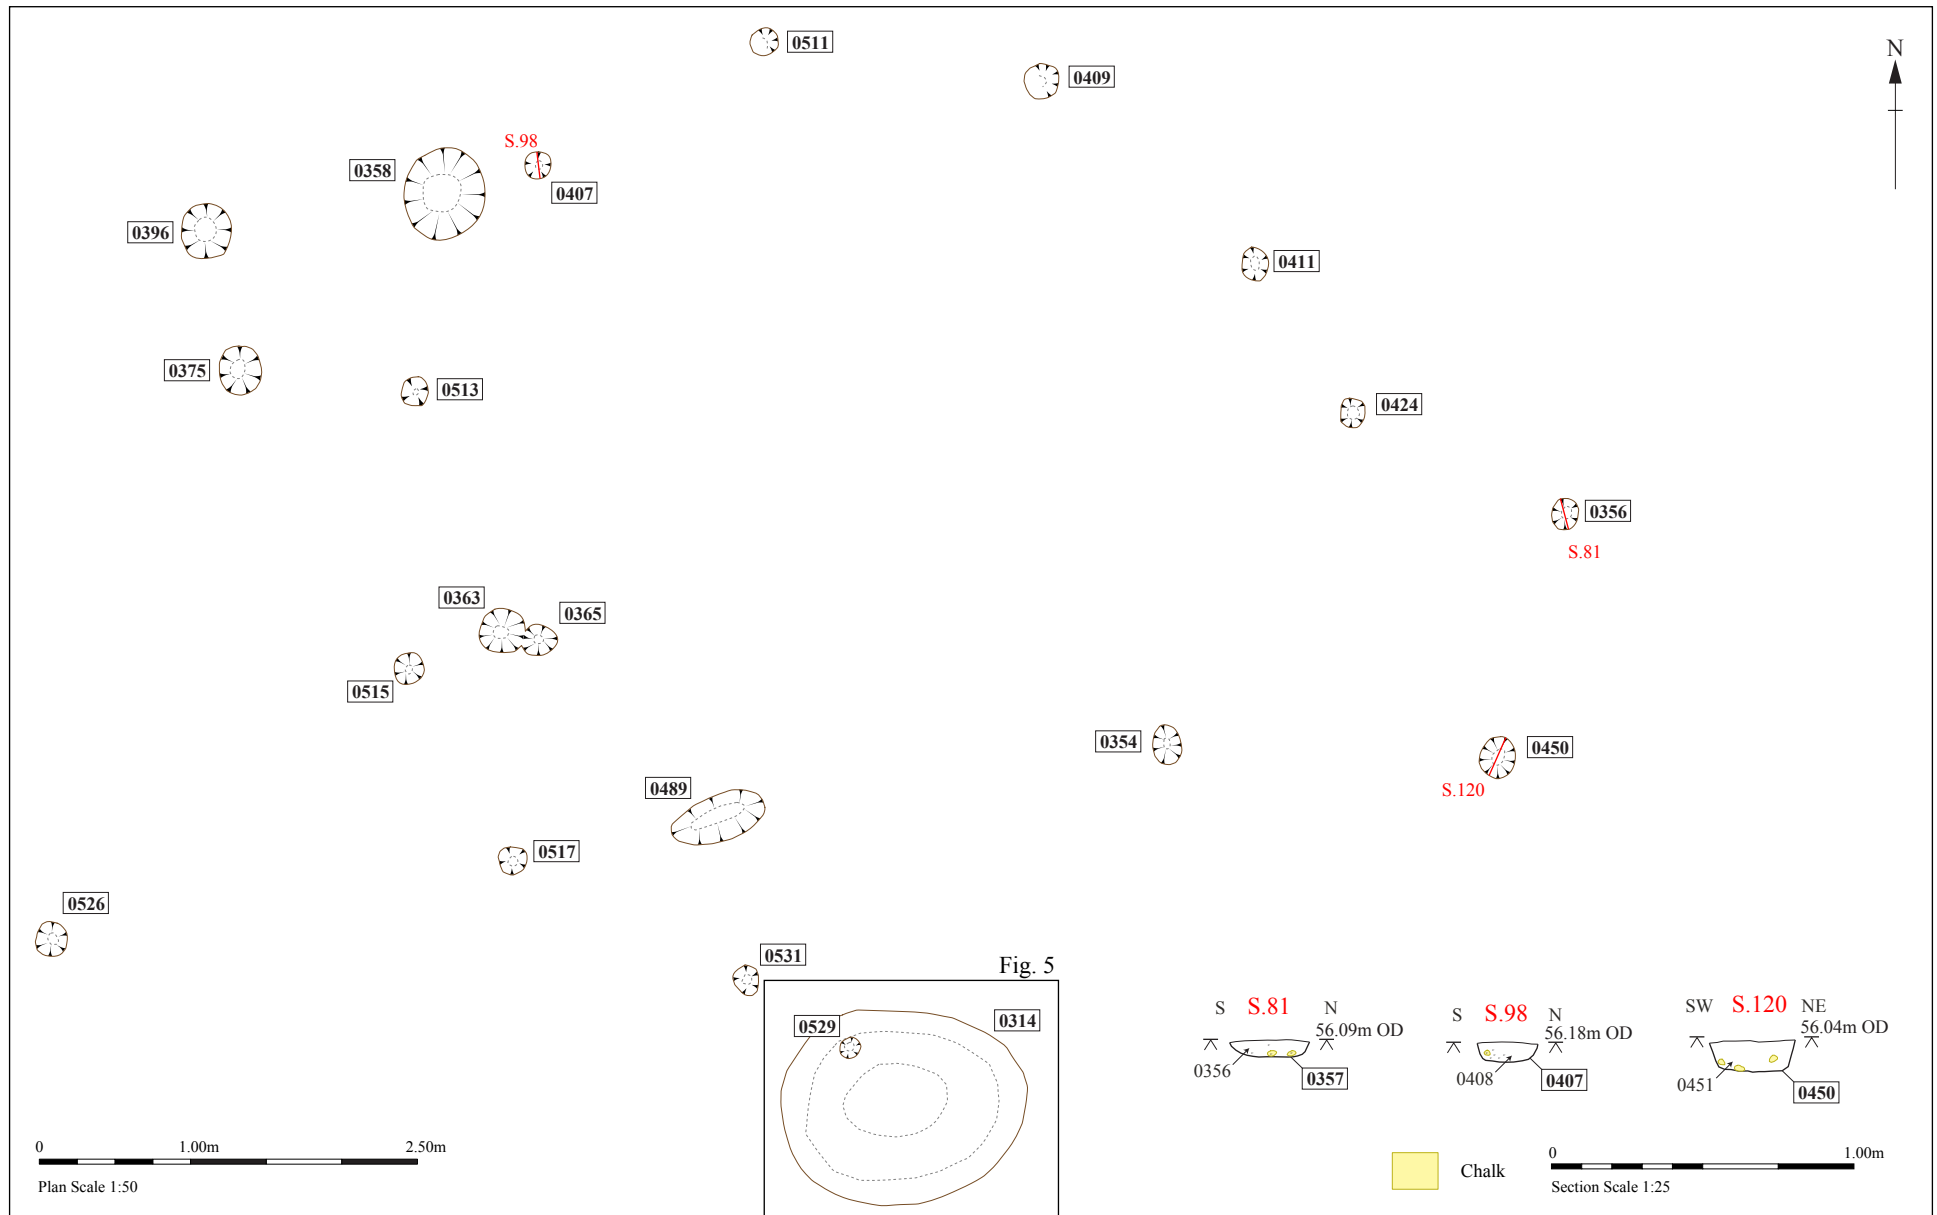 0511
0409
N
S.98
0358
0407
0396
0411
0375
0513
0424
0356
S.81
0363
0365
0515
0354
0450
S.120
0489
0517
0526
0531
Fig. 5
0529
0314
S S.81 N
56.09m OD
0356
0357
S S.98 N
56.18m OD
0408
0407
SW S.120 NE
56.04m OD
0451
0450
0 1.00m 2.50m
Plan Scale 1:50
Chalk
0 1.00m
Section Scale 1:25